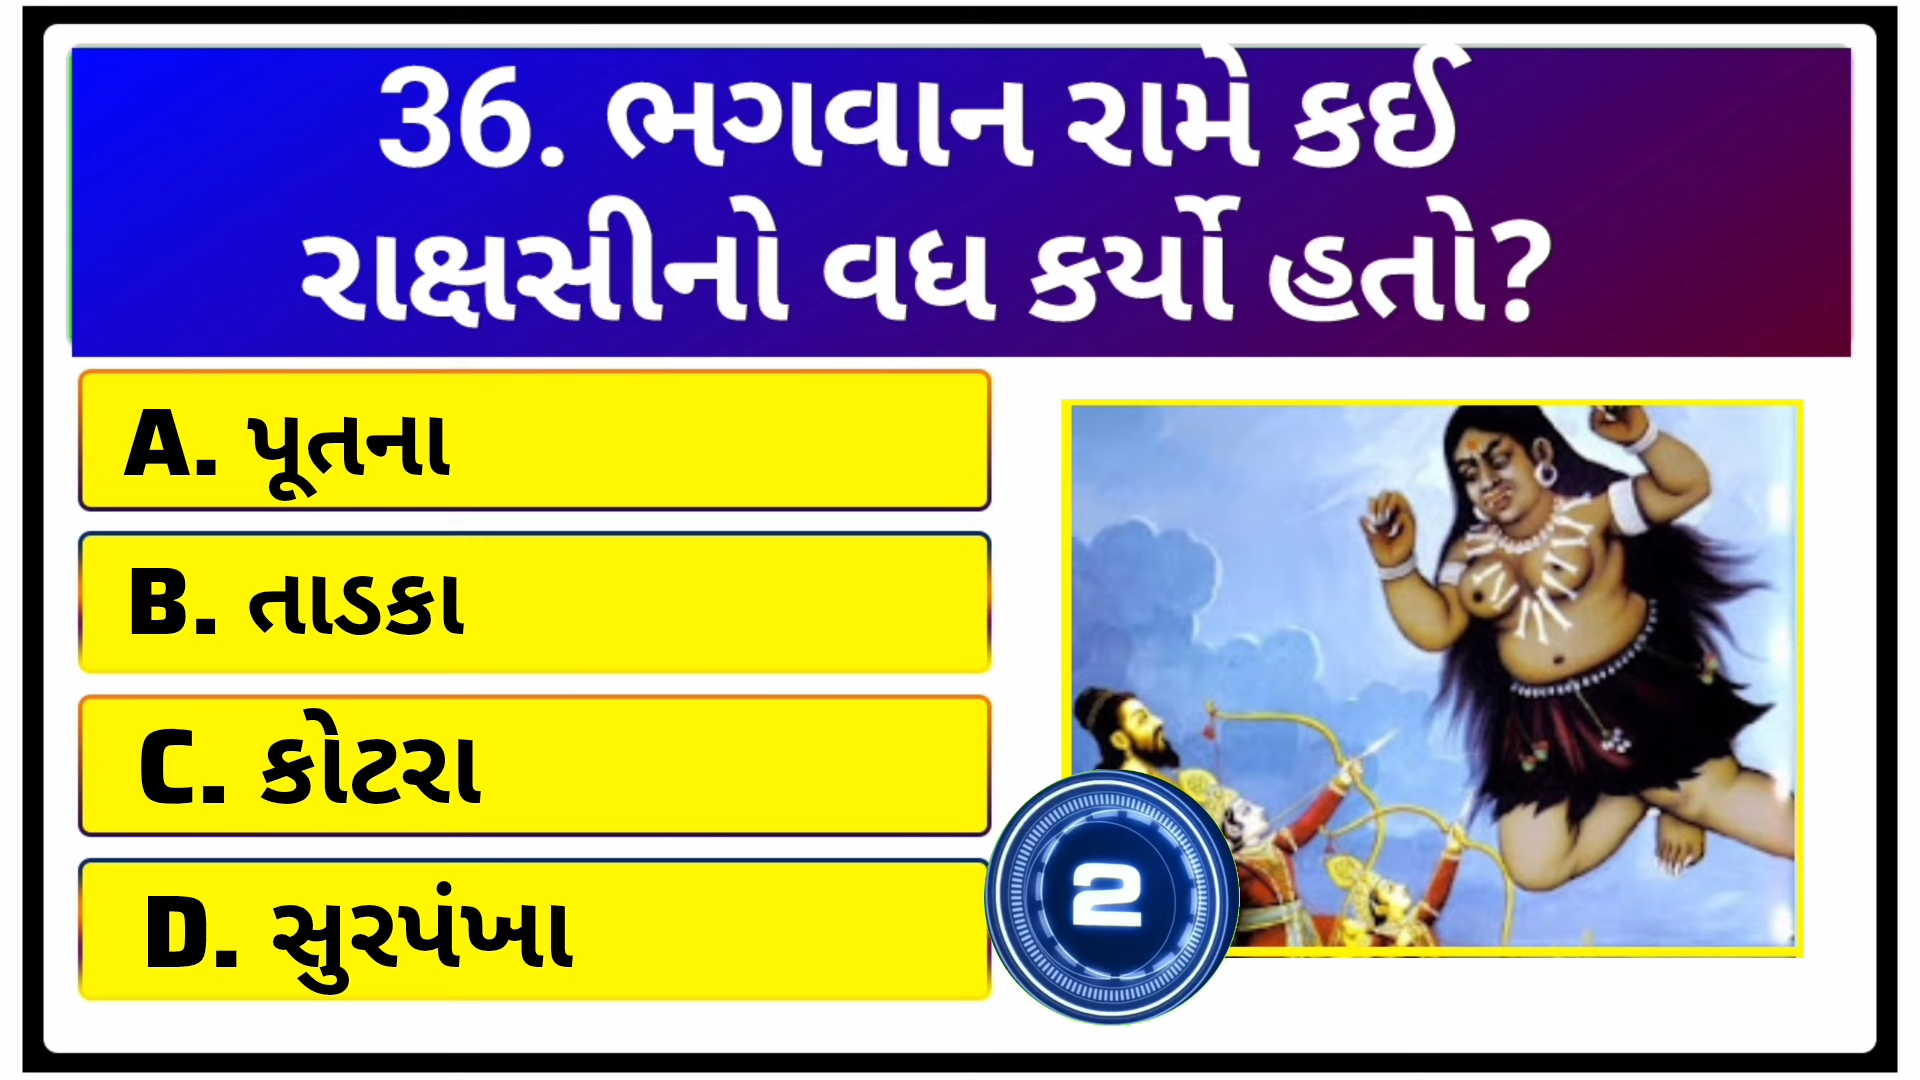 36. ભગવાન રામે કઈ
રાક્ષસીનો વધ કર્યો હતો?
A. પૂતના
B. તાડકા
C. કોટરા
D. સુરપંખા
2